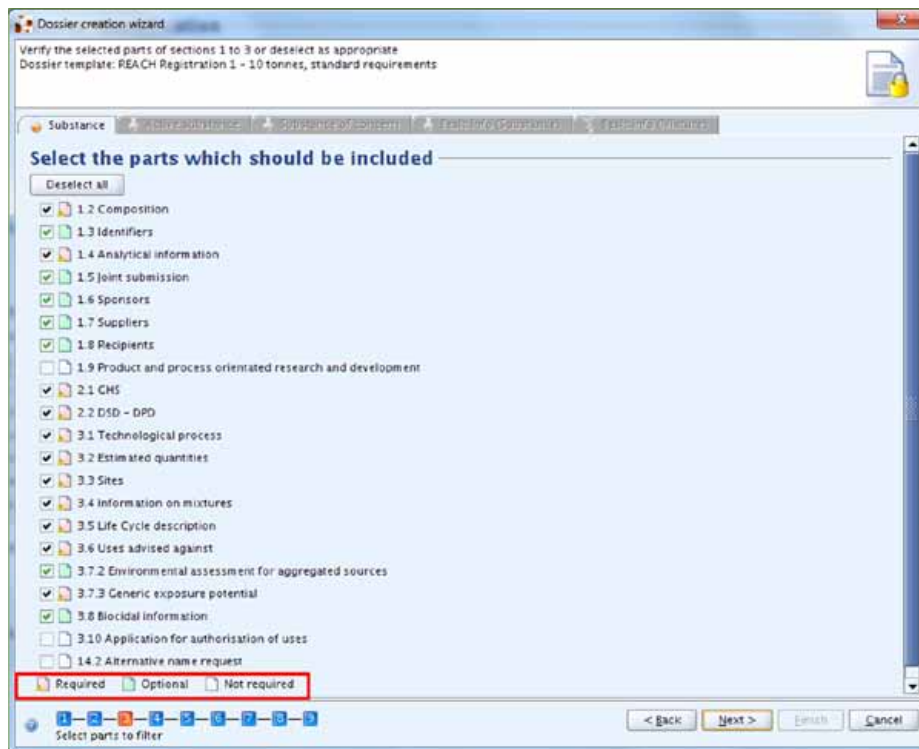 Dossier creation wizard
Verify the selected parts of sections 1 to 3 or deselect as appropriate
Dossier template: REACH Registration 1 - 10 tonnes, standard requirements
Substance
Select the parts which should be included
Deselect all
1.2 Composition
1.3 Identifiers
1.4 Analytical information
1.5 Joint submission
1.6 Sponsors
1.7 Suppliers
1.8 Recipients
1.9 Product and process orientated research and development
2.1 GHS
2.2 DSD - DPD
3.1 Technological process
3.2 Estimated quantities
3.3 Sites
3.4 Information on mixtures
3.5 Life Cycle description
3.6 Uses advised against
3.7.2 Environmental assessment for aggregated sources
3.7.3 Generic exposure potential
3.8 Biocidal information
3.10 Application for authorisation of uses
14.2 Alternative name request
Required Optional Not required
1 2 3 4 5 6 7 8 9
Select parts to filter
< Back Next > Finish Cancel